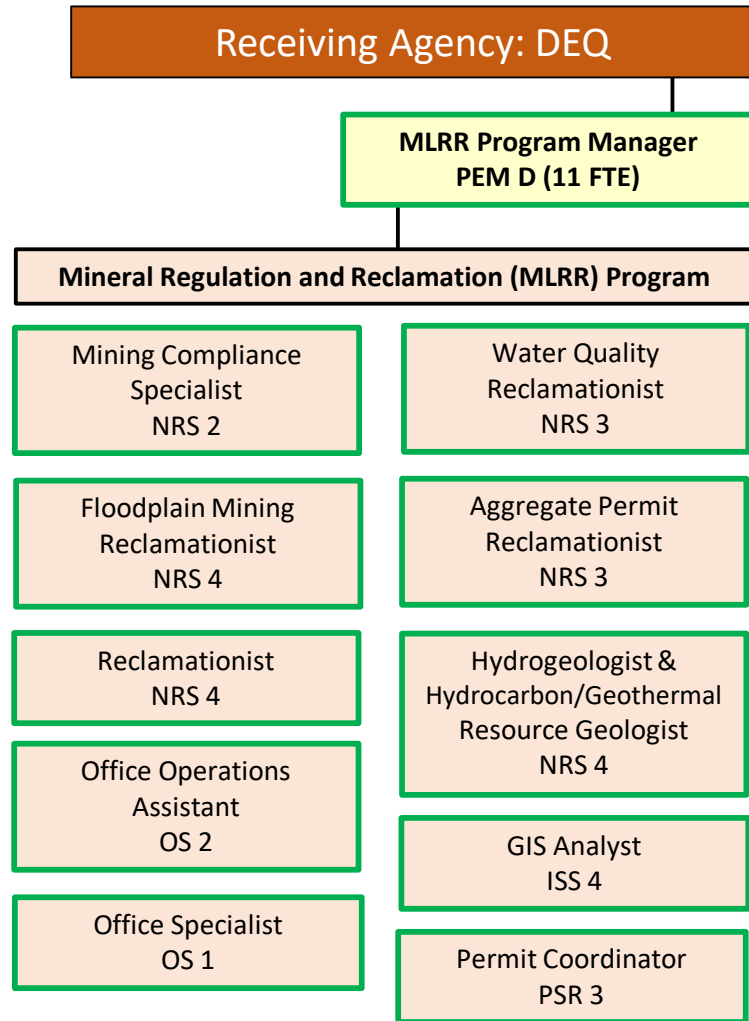 Receiving Agency: DEQ
MLRR Program Manager
PEM D (11 FTE)
Mineral Regulation and Reclamation (MLRR) Program
Mining Compliance
Specialist
NRS 2
Floodplain Mining
Reclamationist
NRS 4
Reclamationist
NRS 4
Office Operations
Assistant
OS 2
Office Specialist
OS 1
Water Quality
Reclamationist
NRS 3
Aggregate Permit
Reclamationist
NRS 3
Hydrogeologist &
Hydrocarbon/Geothermal
Resource Geologist
NRS 4
GIS Analyst
ISS 4
Permit Coordinator
PSR 3